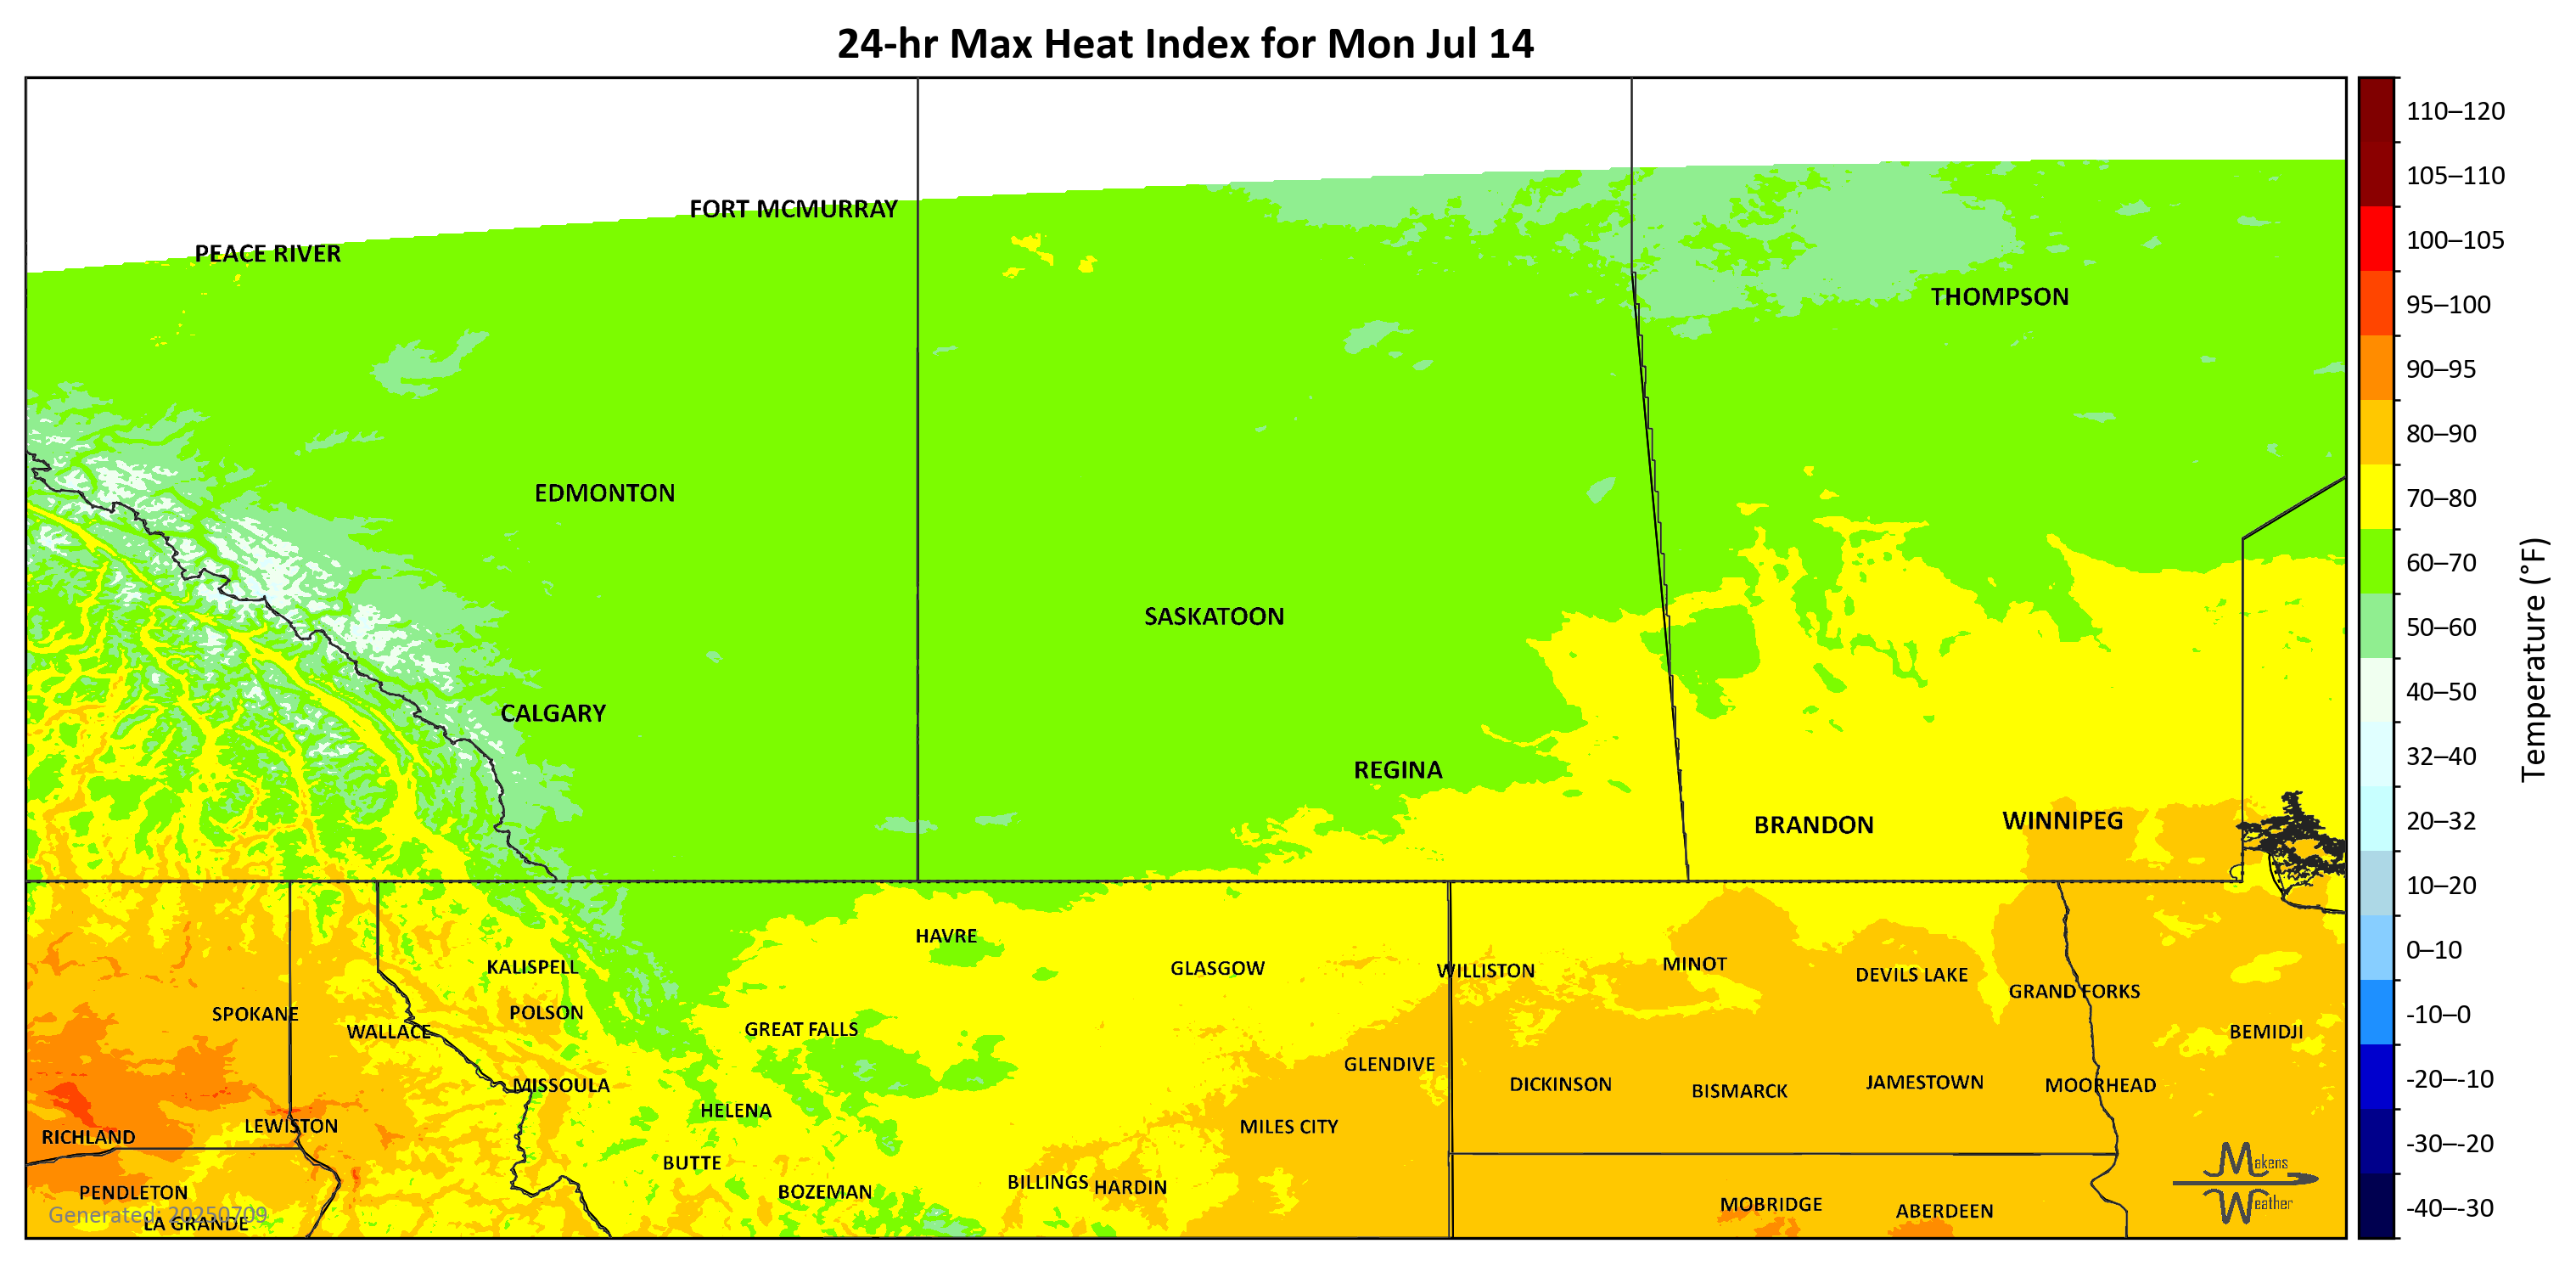 24-hr Max Heat Index for Mon Jul 14
110–120
105–110
100–105
95–100
90–95
80–90
70–80
60–70
50–60
40–50
32–40
20–32
10–20
0–10
-10–0
-20–-10
-30–-20
-40–-30
Temperature (°F)
FORT MCMURRAY
PEACE RIVER
THOMPSON
EDMONTON
SASKATOON
CALGARY
REGINA
BRANDON
WINNIPEG
HAVRE
KALISPELL
GLASGOW
WILLISTON
MINOT
DEVILS LAKE
GRAND FORKS
SPOKANE
POLSON
WALLACE
GREAT FALLS
BEMIDJI
GLENDIVE
MISSOULA
DICKINSON
BISMARCK
JAMESTOWN
MOORHEAD
HELENA
LEWISTON
MILES CITY
RICHLAND
BUTTE
BILLINGS
HARDIN
PENDLETON
BOZEMAN
MOBRIDGE
ABERDEEN
Generated: 20250709
LA GRANDE
Makens
Weather